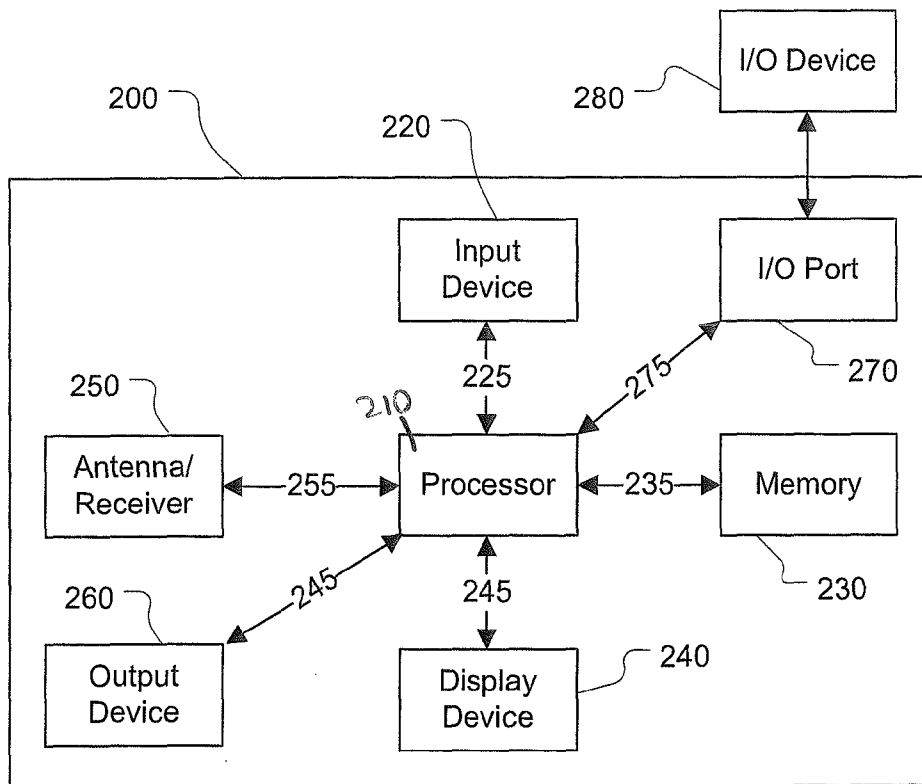 I/O Device
280
200
220
Input
Device
I/O Port
270
225
275
210
250
Antenna/
Receiver
255
Processor
235
Memory
230
245
245
260
Output
Device
Display
Device
240